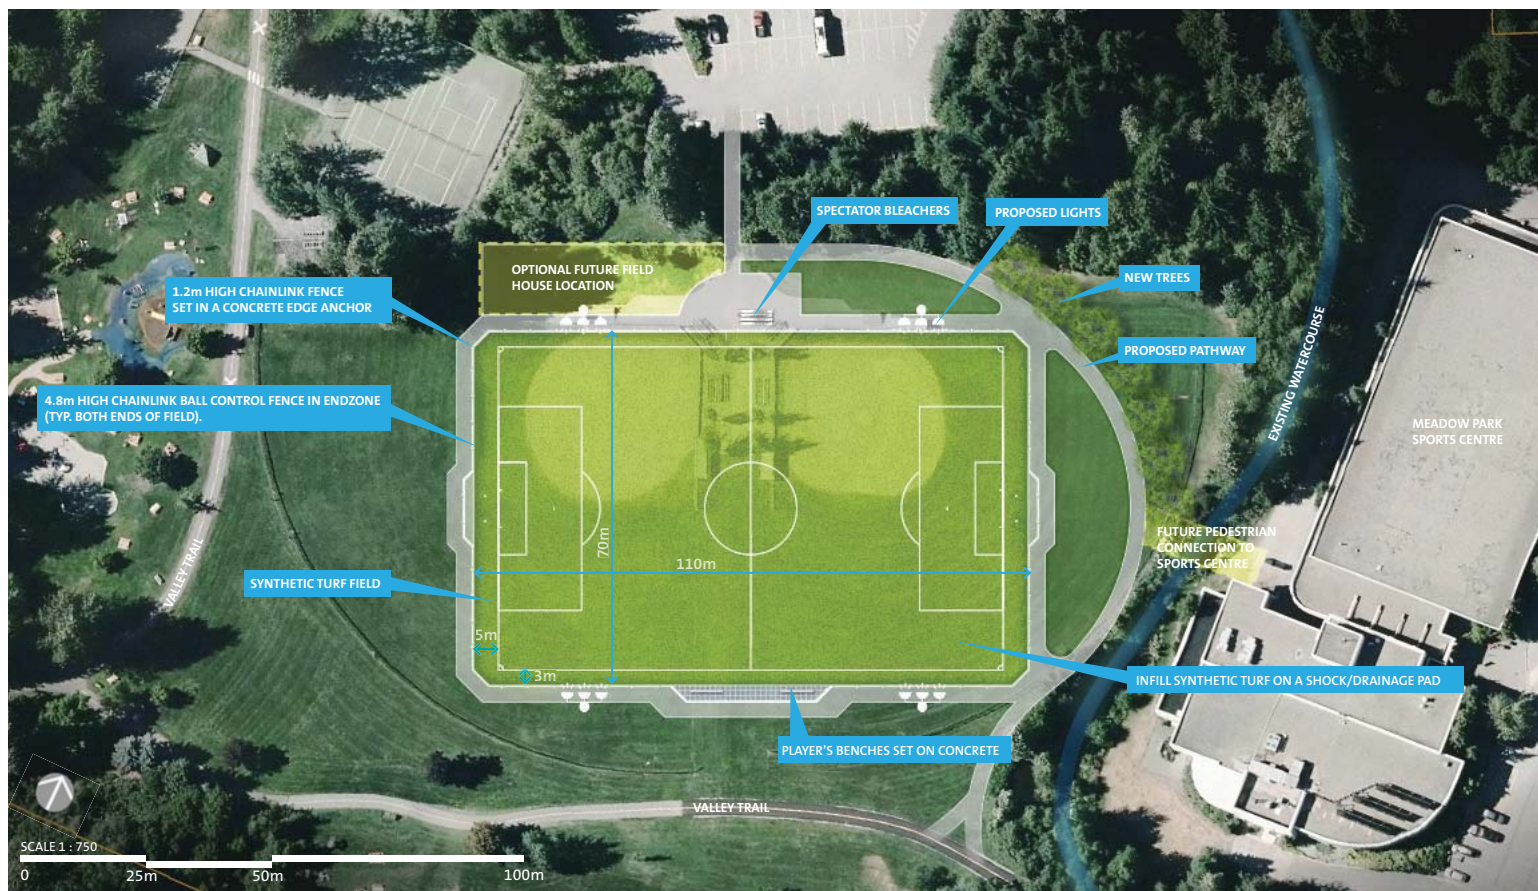 SPECTATOR BLEACHERS
PROPOSED LIGHTS
OPTIONAL FUTURE FIELD
HOUSE LOCATION
NEW TREES
1.2m HIGH CHAINLINK FENCE
SET IN A CONCRETE EDGE ANCHOR
PROPOSED PATHWAY
EXISTING WATERCOURSE
4.8m HIGH CHAINLINK BALL CONTROL FENCE IN ENDZONE
(TYP. BOTH ENDS OF FIELD).
MEADOW PARK
SPORTS CENTRE
FUTURE PEDESTRIAN
CONNECTION TO
SPORTS CENTRE
70m
110m
VALLEY TRAIL
SYNTHETIC TURF FIELD
5m
3m
INFILL SYNTHETIC TURF ON A SHOCK/DRAINAGE PAD
PLAYER'S BENCHES SET ON CONCRETE
VALLEY TRAIL
SCALE 1 : 750
0 25m 50m 100m